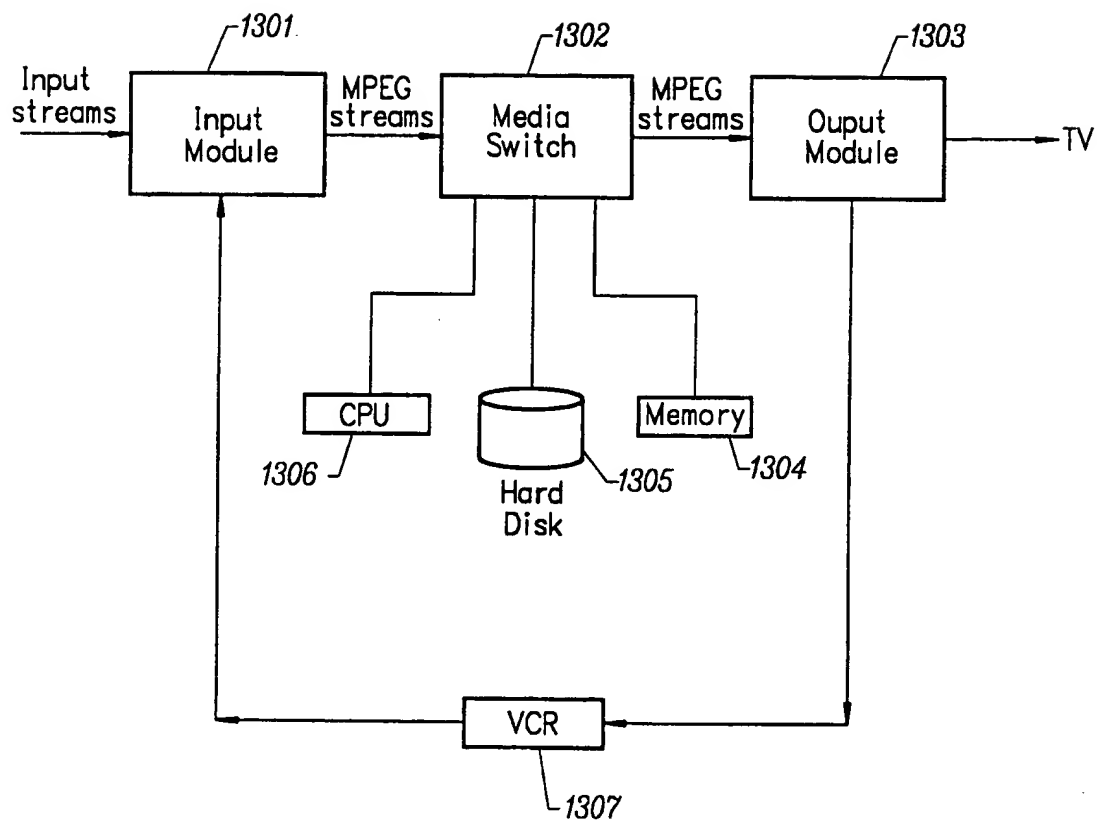 1301
1302
1303
Input
streams
Input
Module
MPEG
streams
Media
Switch
MPEG
streams
Ouput
Module
TV
CPU
1306
Hard
Disk
1305
Memory
1304
VCR
1307